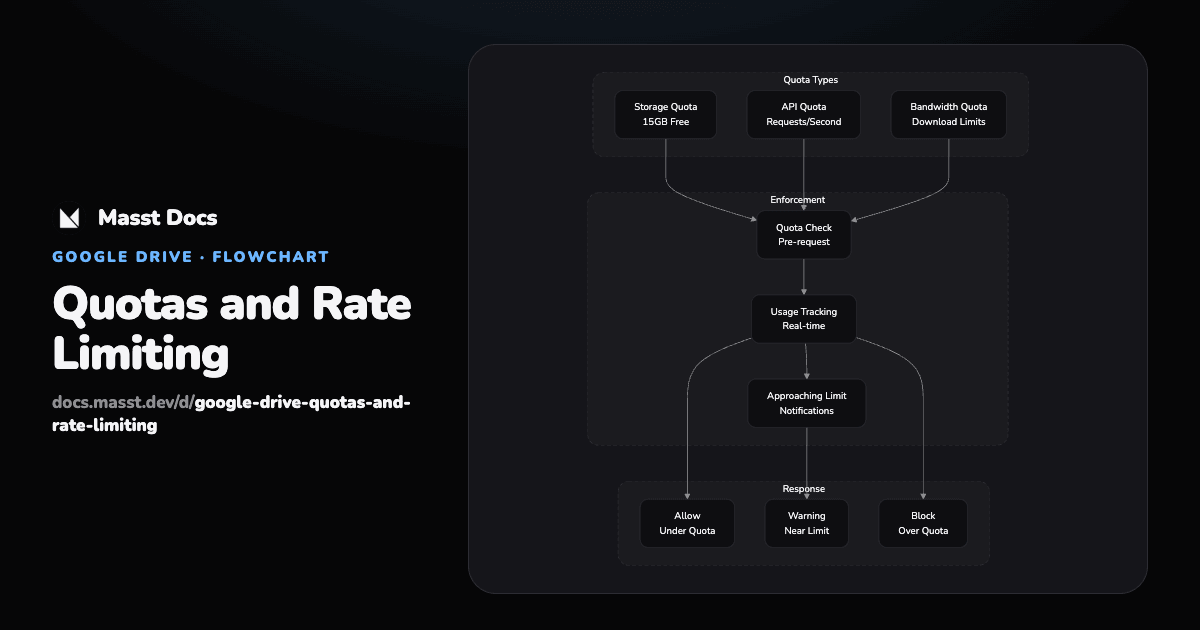 Masst Docs
GOOGLE DRIVE · FLOWCHART
Quotas and Rate
Limiting
docs.masst.dev/d/google-drive-quotas-and-
rate-limiting
Quota Types
Storage Quota
15GB Free
API Quota
Requests/Second
Bandwidth Quota
Download Limits
Enforcement
Quota Check
Pre-request
Usage Tracking
Real-time
Approaching Limit
Notifications
Response
Allow
Under Quota
Warning
Near Limit
Block
Over Quota